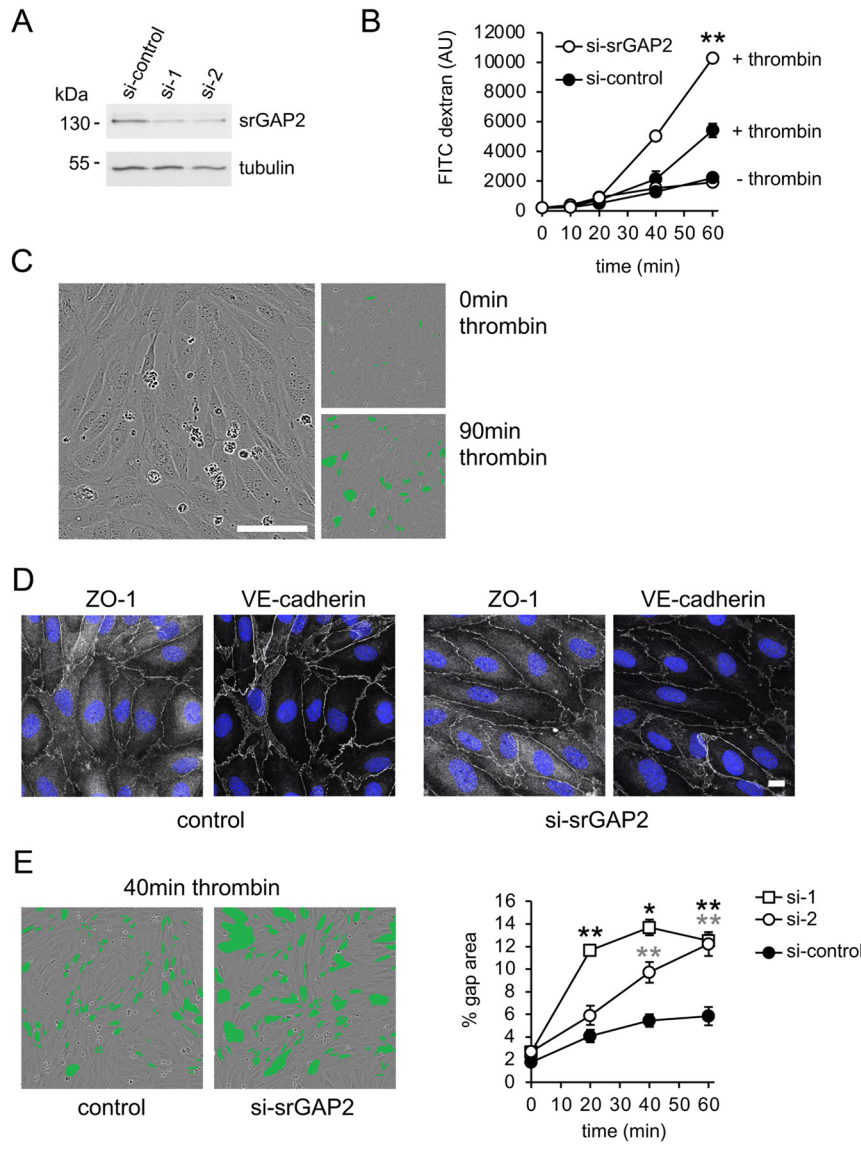 A
si-control
si-1
si-2
kDa
130 -
srGAP2
55 -
tubulin
B
12000
10000
8000
6000
4000
2000
0
FITC dextran (AU)
si-srGAP2
si-control
**
+ thrombin
+ thrombin
- thrombin
0 10 20 30 40 50 60
time (min)
C
0min
thrombin
90min
thrombin
D
ZO-1 VE-cadherin ZO-1 VE-cadherin
control si-srGAP2
E
40min thrombin
control si-srGAP2
16
14
12
10
8
6
4
2
0
% gap area
**
*
**
**
**
si-1
si-2
si-control
0 10 20 30 40 50 60
time (min)